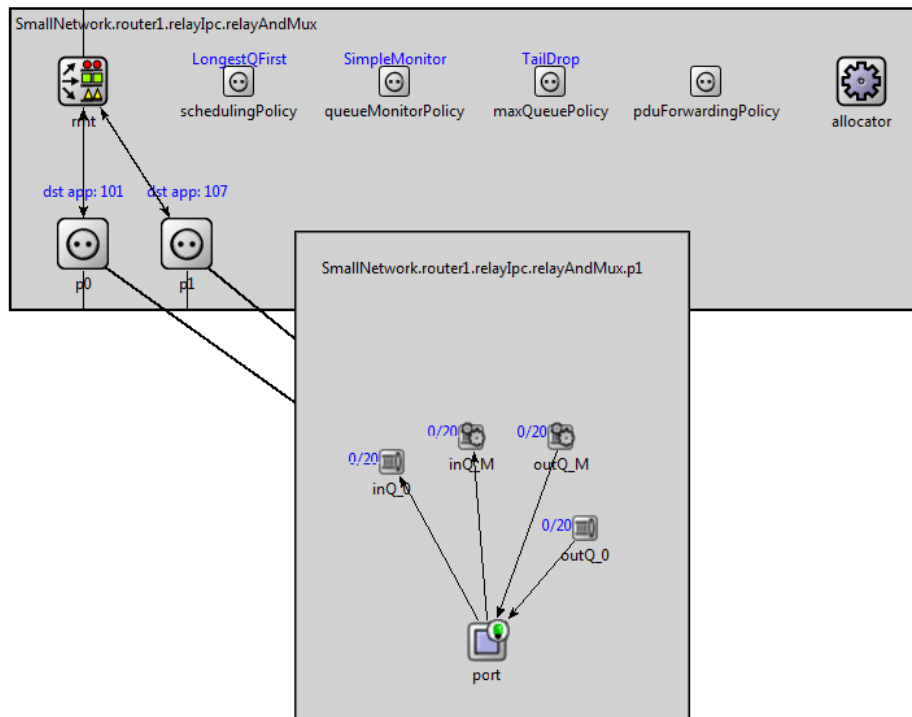 SmallNetwork.router1.relayIpc.relayAndMux
LongestQFirst
SimpleMonitor
TailDrop
rmt
schedulingPolicy
queueMonitorPolicy
maxQueuePolicy
pduForwardingPolicy
allocator
dst app: 101
dst app: 107
p0
p1
SmallNetwork.router1.relayIpc.relayAndMux.p1
0/20
0/20
0/20
inQ_0
inQ_M
outQ_M
0/20
outQ_0
port